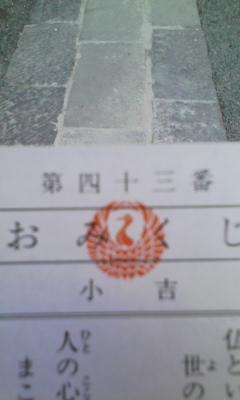 第四十三番
おみくじ
小吉
仏とい
世の
人の心
まこ